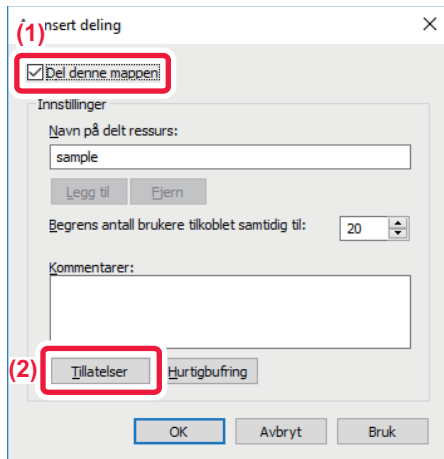 (1)
nsert deling
Del denne mappen
Innstillinger
Navn på delt ressurs:
sample
Legg til Fjern
Begrens antall brukere tilkoblet samtidig til: 20
Kommentarer:
(2) Tillatelser Hurtigbufring
OK Avbryt Bruk